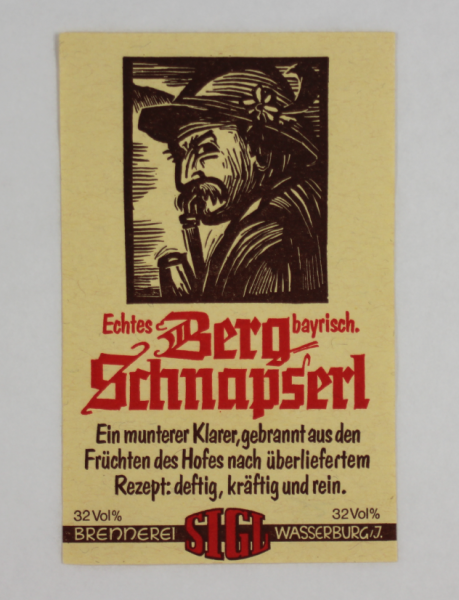 Echtes Berg bayrisch.
Schnapserl
Ein munterer Klarer, gebrannt aus den
Früchten des Hofes nach überliefertem
Rezept: deftig, kräftig und rein.
32 Vol% 32 Vol%
BRENNEREI SIGL WASSERBURG/J.